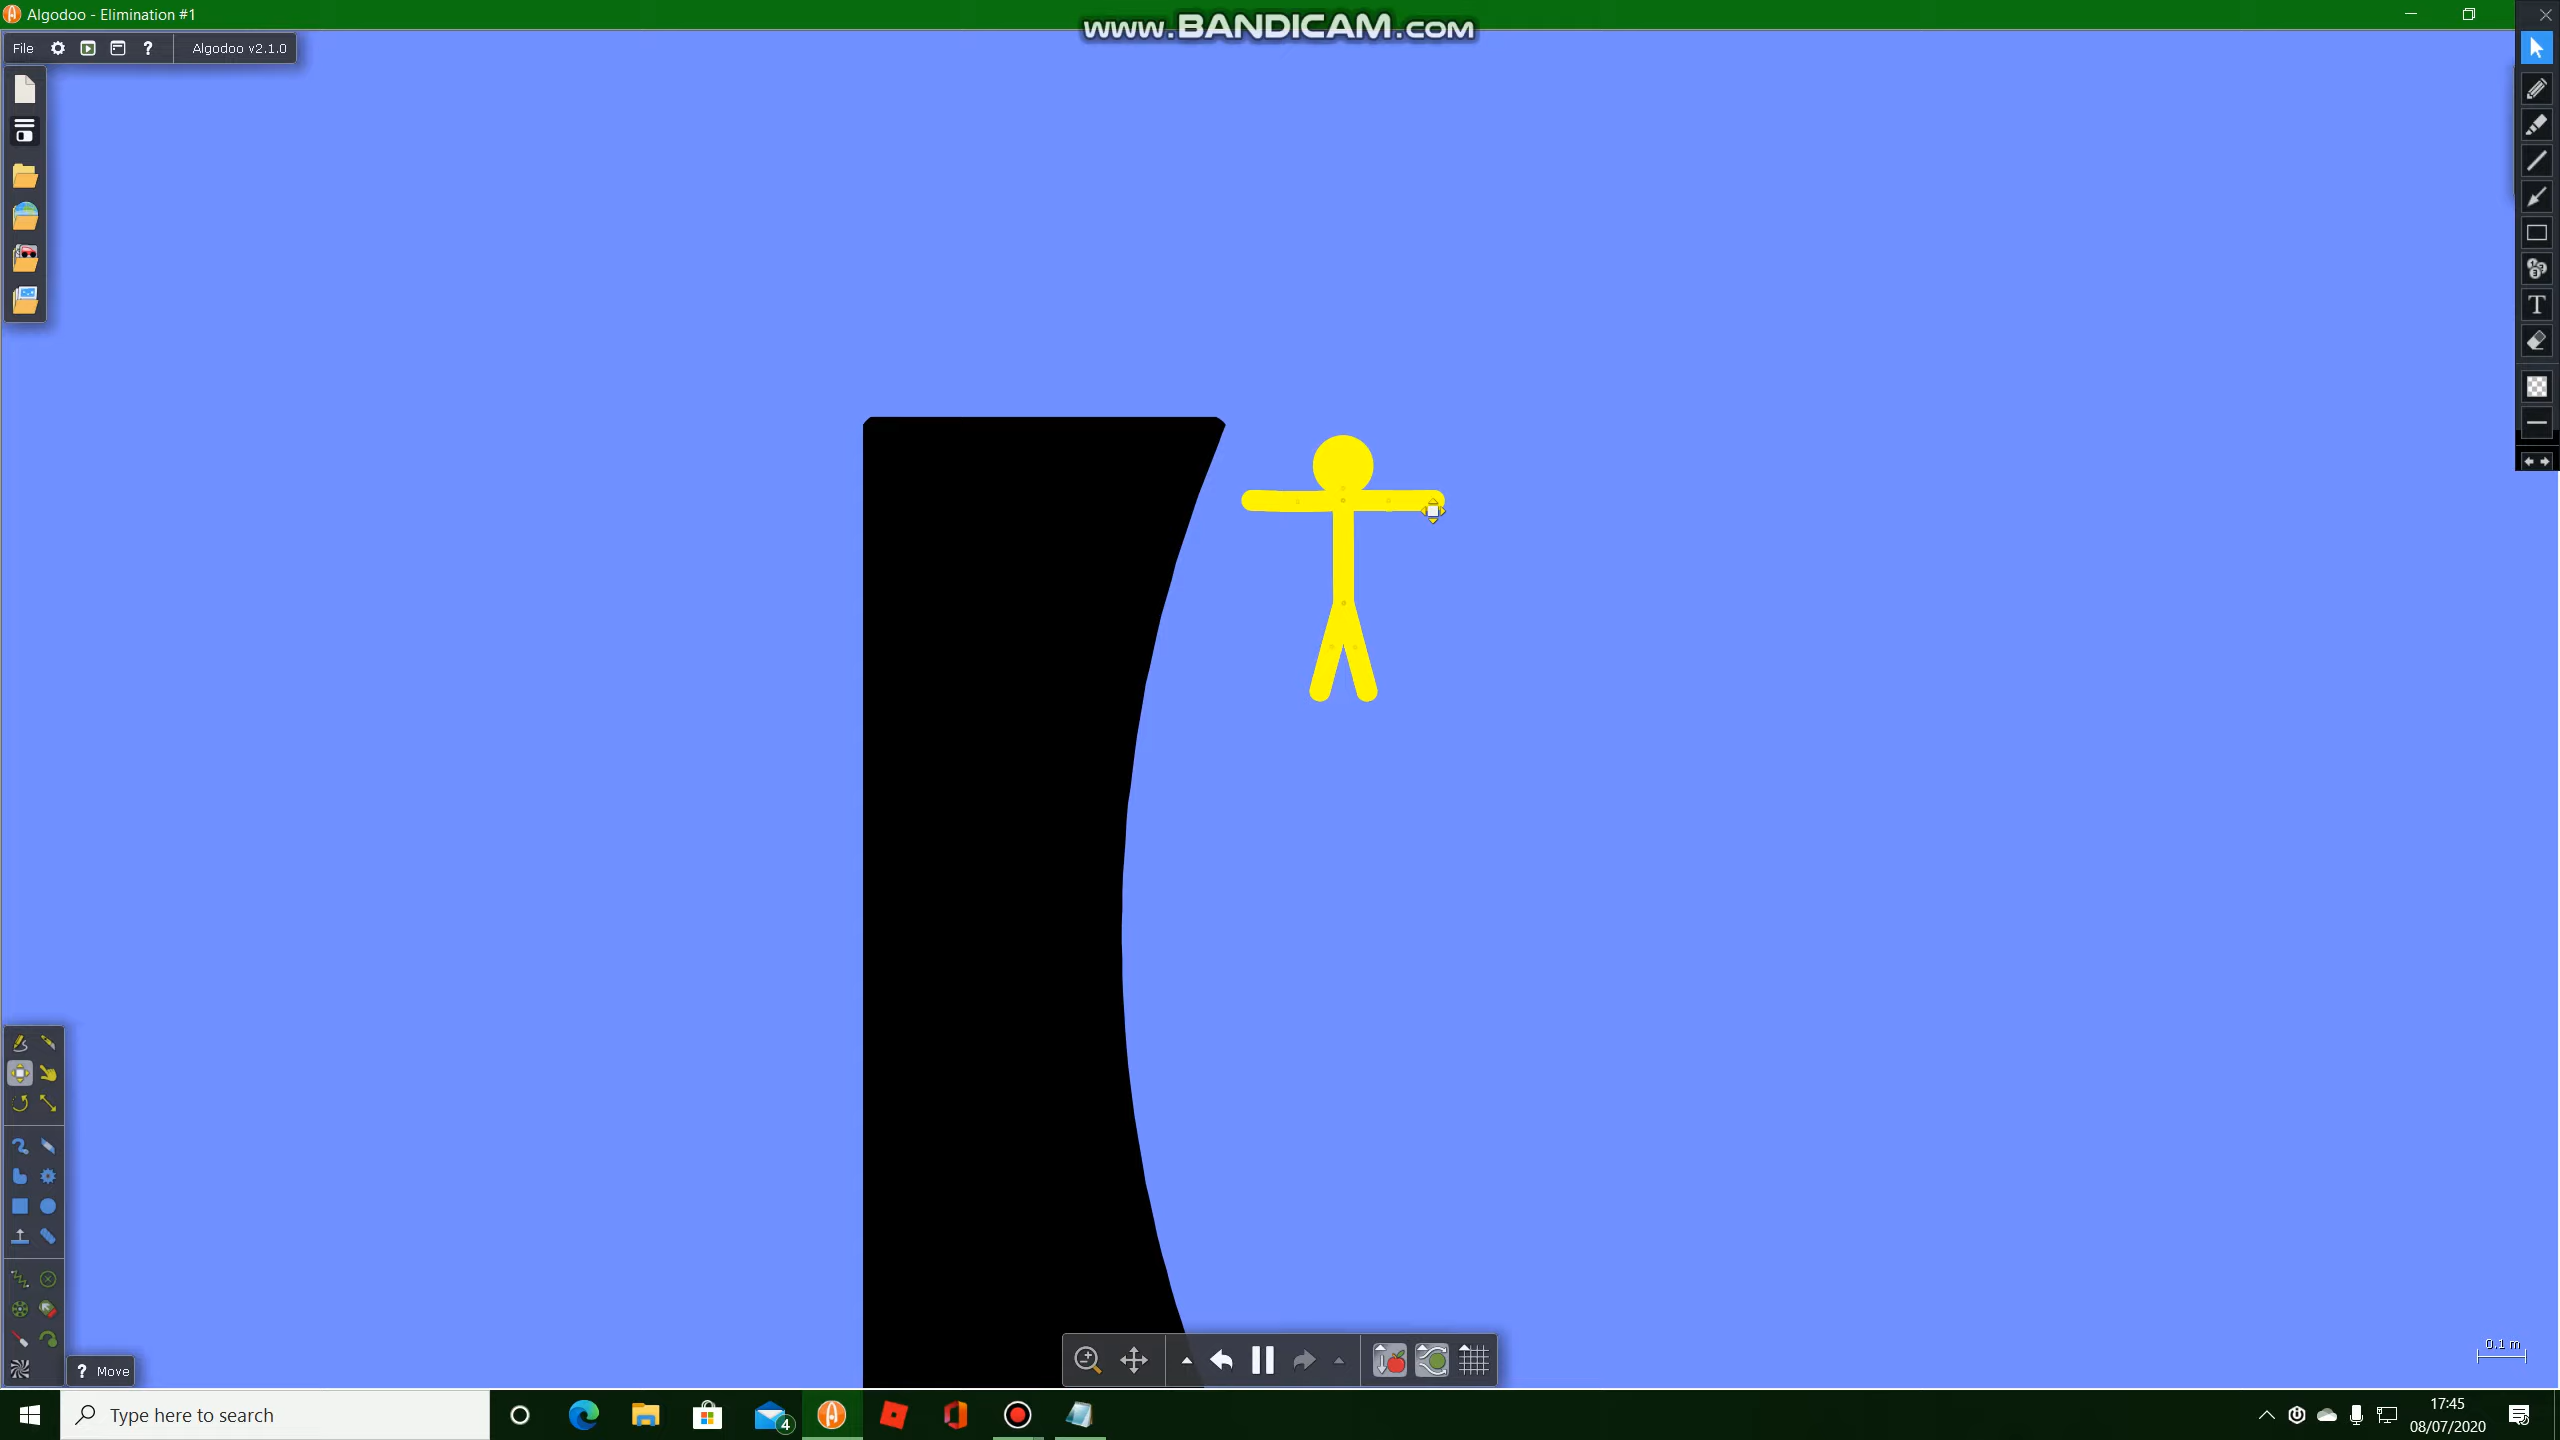 Algodoo - Elimination #1
www.BANDICAM.com
File
?
Algodoo v2.1.0
T
0.1 m
? Move
Type here to search
4
17:45
08/07/2020